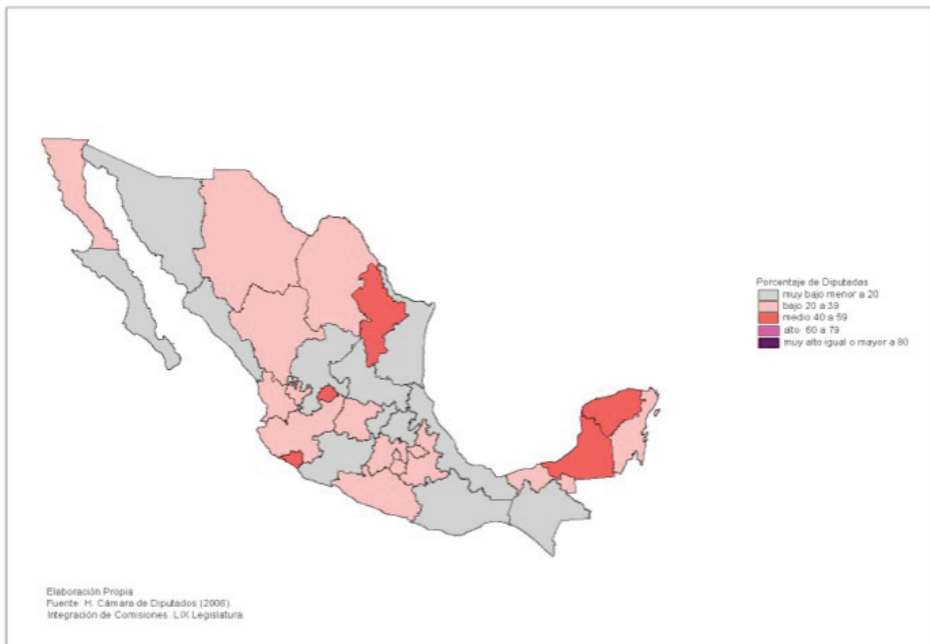 Porcentaje de Diputadas
muy bajo menor a 20
bajo 20 a 39
medio 40 a 59
alto 60 a 79
muy alto igual o mayor a 80
Elaboración Propia
Fuente: H. Cámara de Diputados (2006).
Integración de Comisiones. LIX Legislatura.